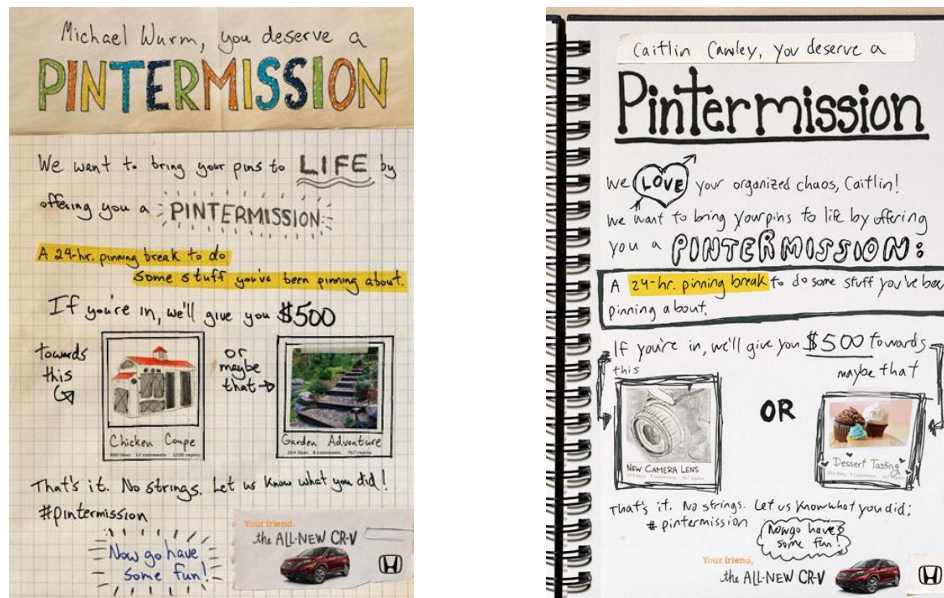 Michael Wurm, you deserve a
PINTERMISSION
We want to bring your pins to LIFE by
offering you a PINTERMISSION:
A 24-hr. pinning break to do
some stuff you've been pinning about.
If you're in, we'll give you $500
towards
this
or
maybe
that
Chicken Coupe
Garden Adventure
That's it. No strings. Let us know what you did!
#pintermission
Now go have
some fun!
Your friend,
the ALL-NEW CR-V
Caitlin Cawley, you deserve a
Pintermission
We LOVE your organized chaos, Caitlin!
We want to bring your pins to life by offering
you a PINTERMISSION:
A 24-hr. pinning break to do some stuff you've bee
pinning about.
If you're in, we'll give you $500 towards
this
maybe that
OR
NEW CAMERA LENS
Dessert Tasting
That's it. No strings. Let us know what you did:
#pintermission
Now go have
some fun!
Your friend,
the ALL-NEW CR-V